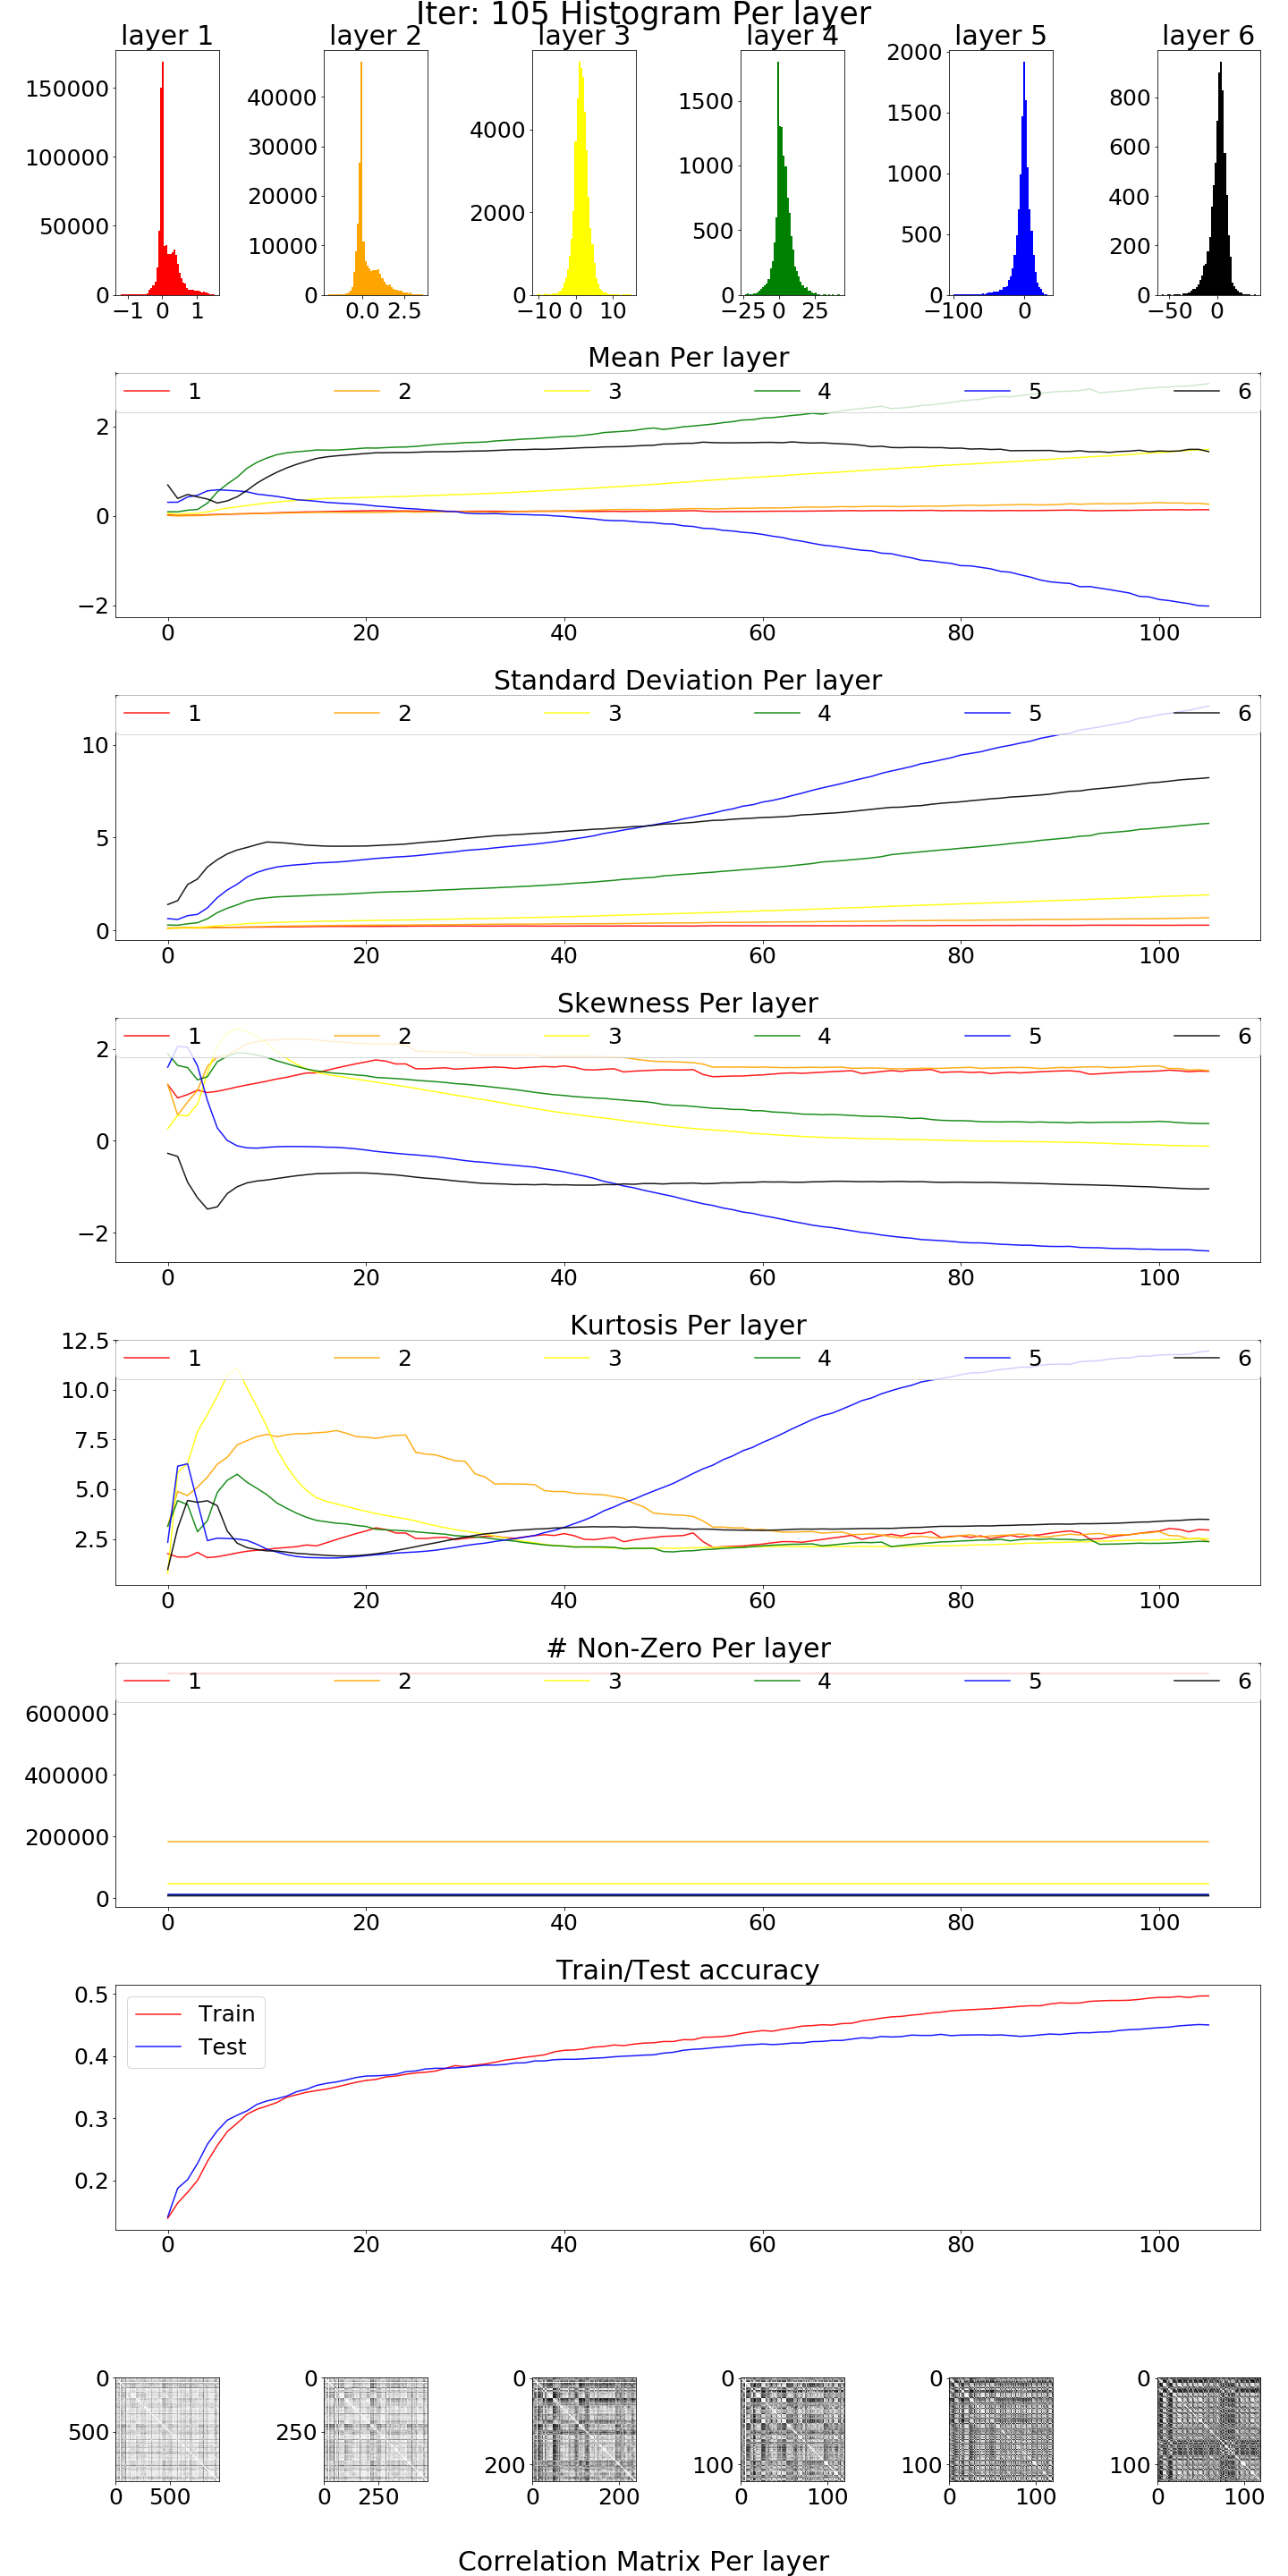 Iter: 105 Histogram Per layer
layer 1 layer 2 layer 3 layer 4 layer 5 layer 6
150000 100000 50000 0
−1 0 1
40000 30000 20000 10000 0
0.0 2.5
4000 2000 0
−10 0 10
1500 1000 500 0
−25 0 25
2000 1500 1000 500 0
−100 0
800 600 400 200 0
−50 0
Mean Per layer
1 2 3 4 5 6
2
0
−2
0 20 40 60 80 100
Standard Deviation Per layer
1 2 3 4 5 6
10
5
0
0 20 40 60 80 100
Skewness Per layer
1 2 3 4 5 6
2
0
−2
0 20 40 60 80 100
Kurtosis Per layer
12.5
1 2 3 4 5 6
10.0
7.5
5.0
2.5
0 20 40 60 80 100
# Non-Zero Per layer
1 2 3 4 5 6
600000
400000
200000
0
0 20 40 60 80 100
Train/Test accuracy
0.5
Train
Test
0.4
0.3
0.2
0 20 40 60 80 100
0 500
0 500
0 250
0 250
0 200
0 200
0 100
0 100
0 100
0 100
0 100
0 100
Correlation Matrix Per layer